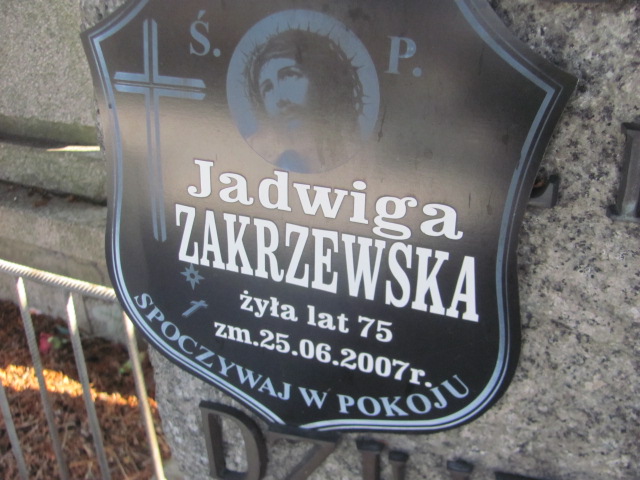 Ś. P.
Jadwiga
ZAKRZEWSKA
żyła lat 75
zm.25.06.2007r.
SPOCZYWAJ W POKOJU